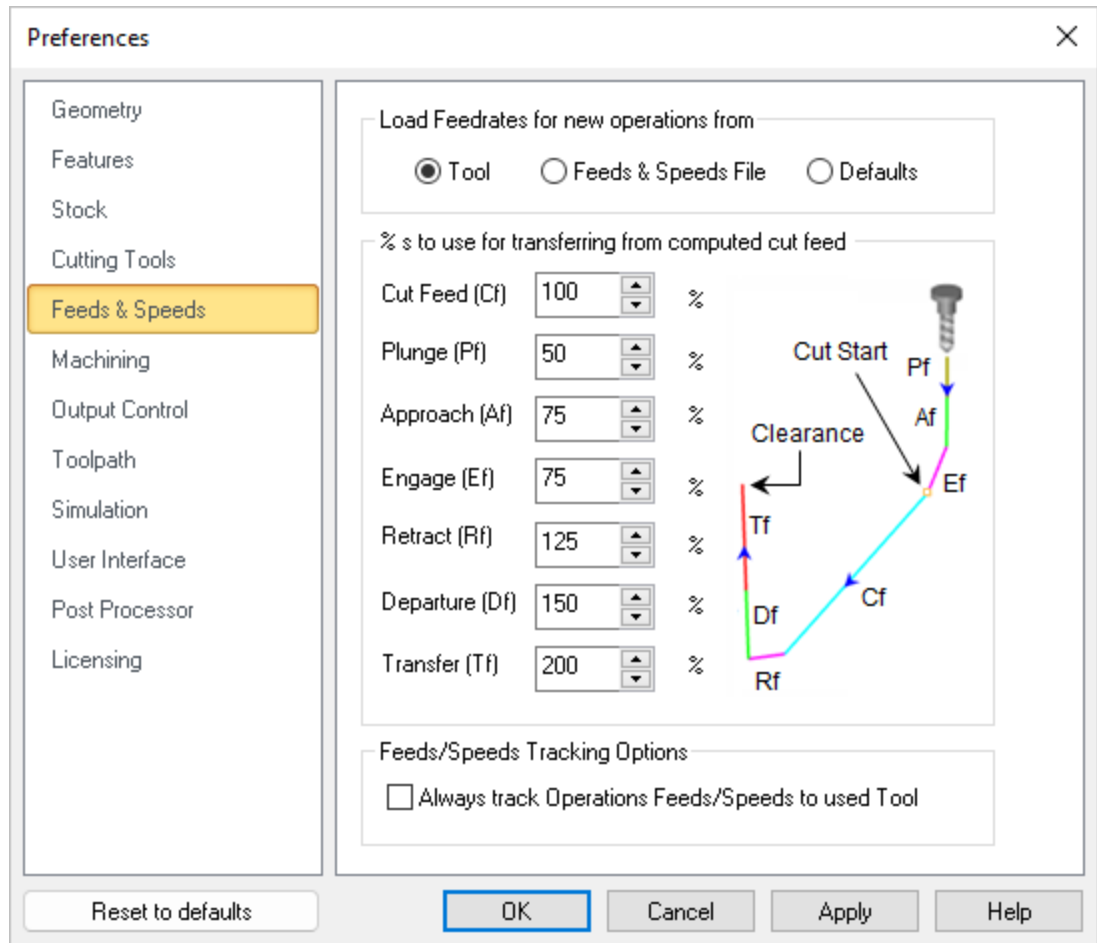 Preferences
Geometry
Features
Stock
Cutting Tools
Feeds & Speeds
Machining
Output Control
Toolpath
Simulation
User Interface
Post Processor
Licensing
Load Feedrates for new operations from
Tool
Feeds & Speeds File
Defaults
% s to use for transferring from computed cut feed
Cut Feed (Cf) 100 %
Plunge (Pf) 50 %
Approach (Af) 75 %
Engage (Ef) 75 %
Retract (Rf) 125 %
Departure (Df) 150 %
Transfer (Tf) 200 %
Cut Start
Pf
Af
Clearance
Ef
Tf
Cf
Df
Rf
Feeds/Speeds Tracking Options
Always track Operations Feeds/Speeds to used Tool
Reset to defaults
OK
Cancel
Apply
Help